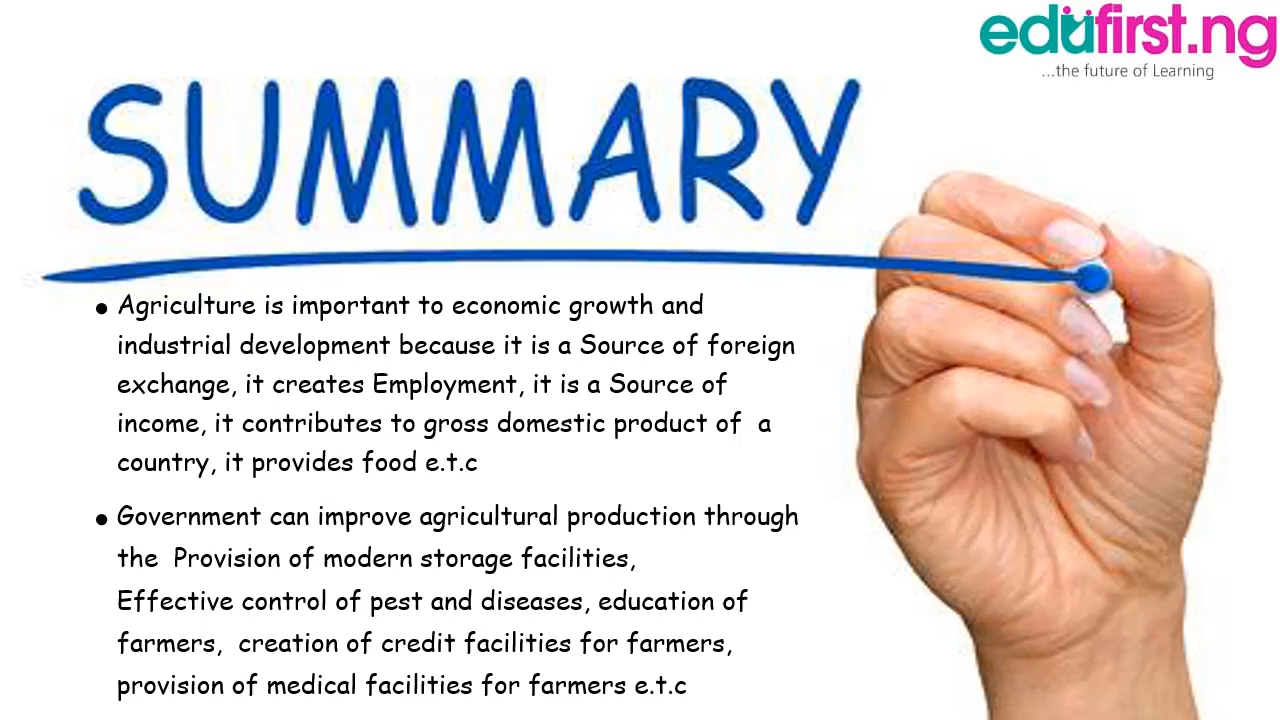 edufirst.ng
...the future of Learning
SUMMARY
• Agriculture is important to economic growth and
industrial development because it is a Source of foreign
exchange, it creates Employment, it is a Source of
income, it contributes to gross domestic product of  a
country, it provides food e.t.c
• Government can improve agricultural production through
the  Provision of modern storage facilities,
Effective control of pest and diseases, education of
farmers,  creation of credit facilities for farmers,
provision of medical facilities for farmers e.t.c